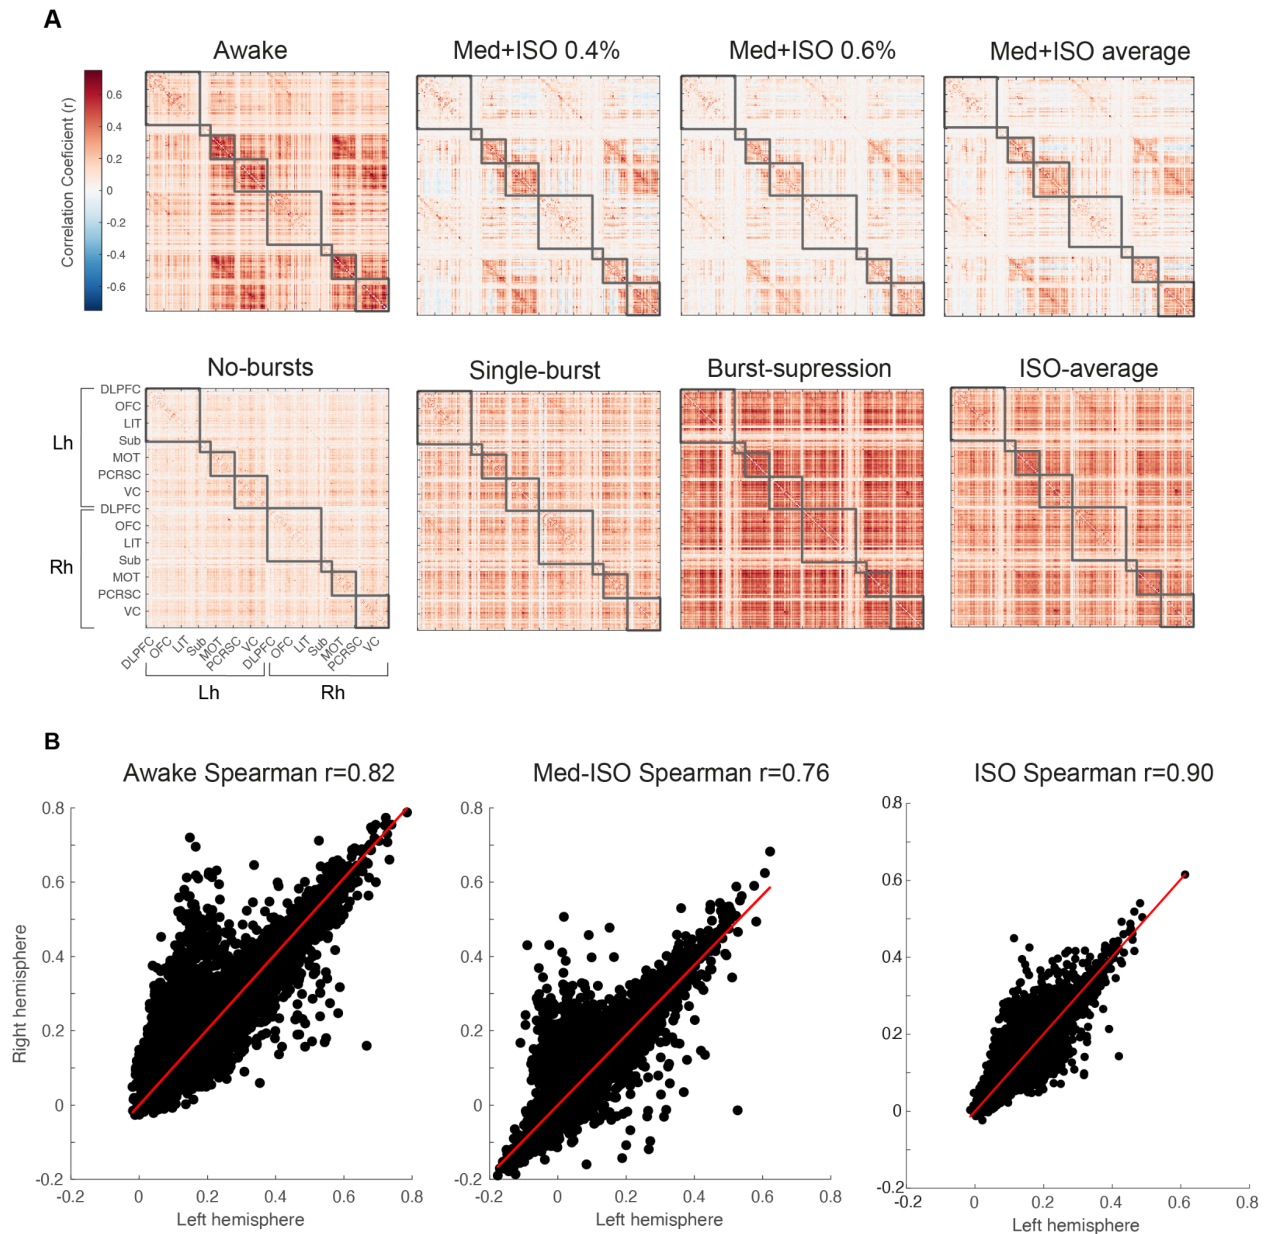 A
Awake
Med+ISO 0.4%
Med+ISO 0.6%
Med+ISO average
Correlation Coeficient (r)
0.6
0.4
0.2
0
-0.2
-0.4
-0.6
No-bursts
Single-burst
Burst-supression
ISO-average
Lh
DLPFC
OFC
LIT
Sub
MOT
PCRSC
VC
Rh
DLPFC
OFC
LIT
Sub
MOT
PCRSC
VC
DLPFC OFC LIT Sub MOT PCRSC VC DLPFC OFC LIT Sub MOT PCRSC VC
Lh Rh
B
Awake Spearman r=0.82
Right hemisphere
0.8
0.6
0.4
0.2
0
-0.2
-0.2 0 0.2 0.4 0.6 0.8
Left hemisphere
Med-ISO Spearman r=0.76
0.8
0.6
0.4
0.2
0
-0.2
-0.2 0 0.2 0.4 0.6 0.8
Left hemisphere
ISO Spearman r=0.90
0.8
0.6
0.4
0.2
0
-0.2
-0.2 0 0.2 0.4 0.6 0.8
Left hemisphere